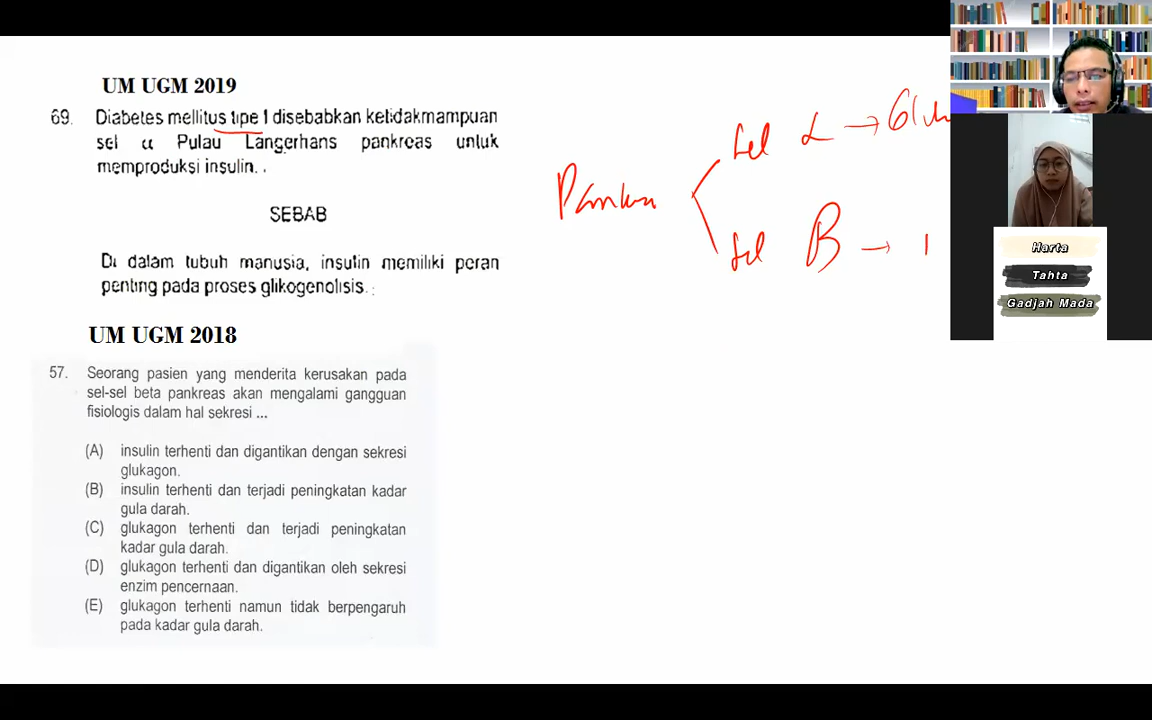 UM UGM 2019
69. Diabetes mellitus tipe 1 disebabkan ketidakmampuan
sel α Pulau Langerhans pankreas untuk
memproduksi insulin.
SEBAB
Di dalam tubuh manusia, insulin memiliki peran
penting pada proses glikogenolisis.
UM UGM 2018
57. Seorang pasien yang menderita kerusakan pada
sel-sel beta pankreas akan mengalami gangguan
fisiologis dalam hal sekresi ...
(A) insulin terhenti dan digantikan dengan sekresi
glukagon.
(B) insulin terhenti dan terjadi peningkatan kadar
gula darah.
(C) glukagon terhenti dan terjadi peningkatan
kadar gula darah.
(D) glukagon terhenti dan digantikan oleh sekresi
enzim pencernaan.
(E) glukagon terhenti namun tidak berpengaruh
pada kadar gula darah.
sel α →
sel β →
Harta
Tahta
Gadjah Mada